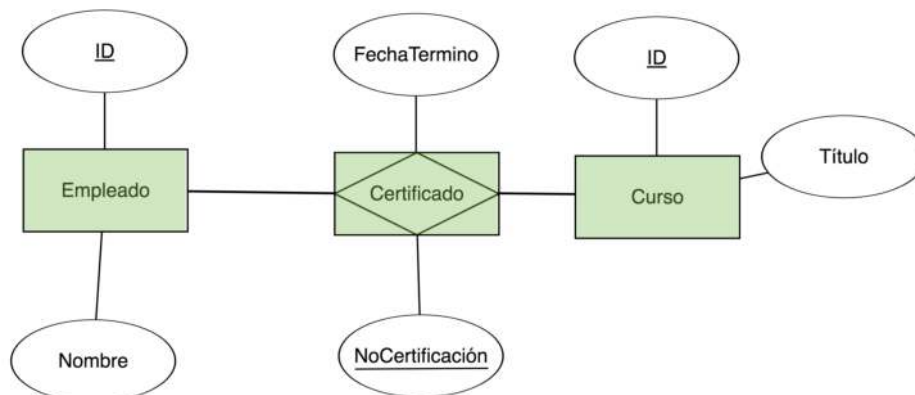 ID
FechaTermino
ID
Título
Empleado
Certificado
Curso
Nombre
NoCertificación